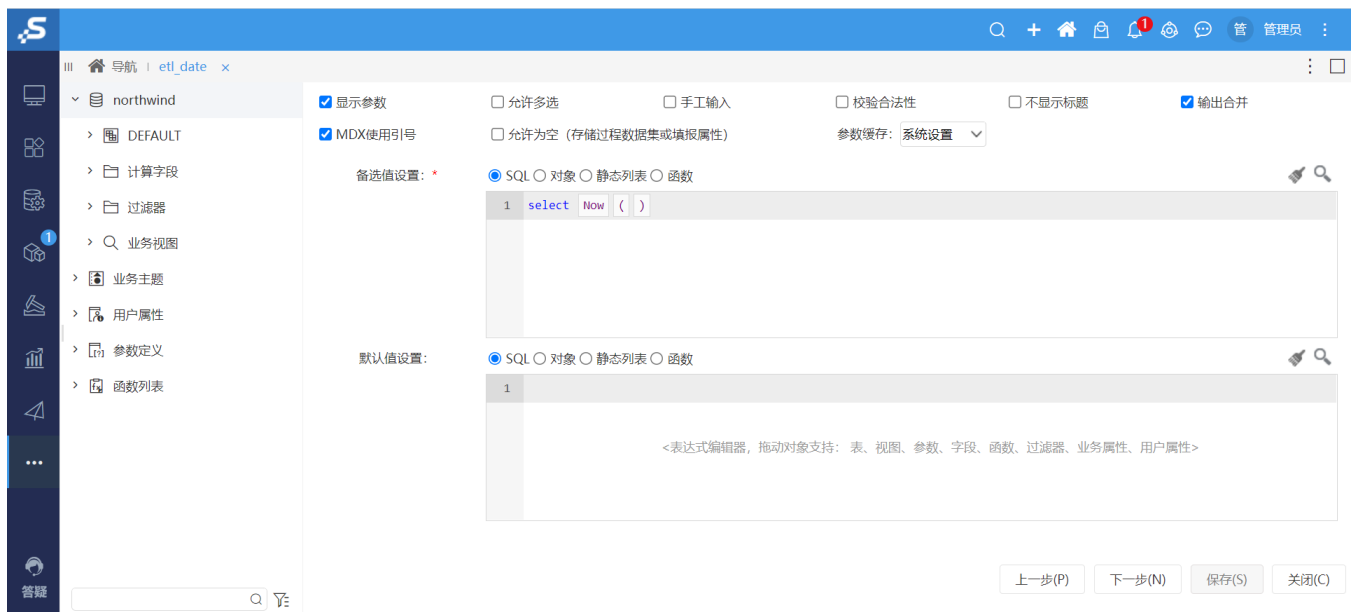 1 管 管理员
导航 etl_date ×
northwind
DEFAULT
计算字段
过滤器
业务视图
业务主题
用户属性
参数定义
函数列表
1
答疑
显示参数 允许多选 手工输入 校验合法性 不显示标题 输出合并
MDX使用引号 允许为空（存储过程数据集或填报属性） 参数缓存： 系统设置
备选值设置：* SQL 对象 静态列表 函数
1 select Now ( )
默认值设置： SQL 对象 静态列表 函数
1
<表达式编辑器，拖动对象支持： 表、视图、参数、字段、函数、过滤器、业务属性、用户属性>
上一步(P) 下一步(N) 保存(S) 关闭(C)